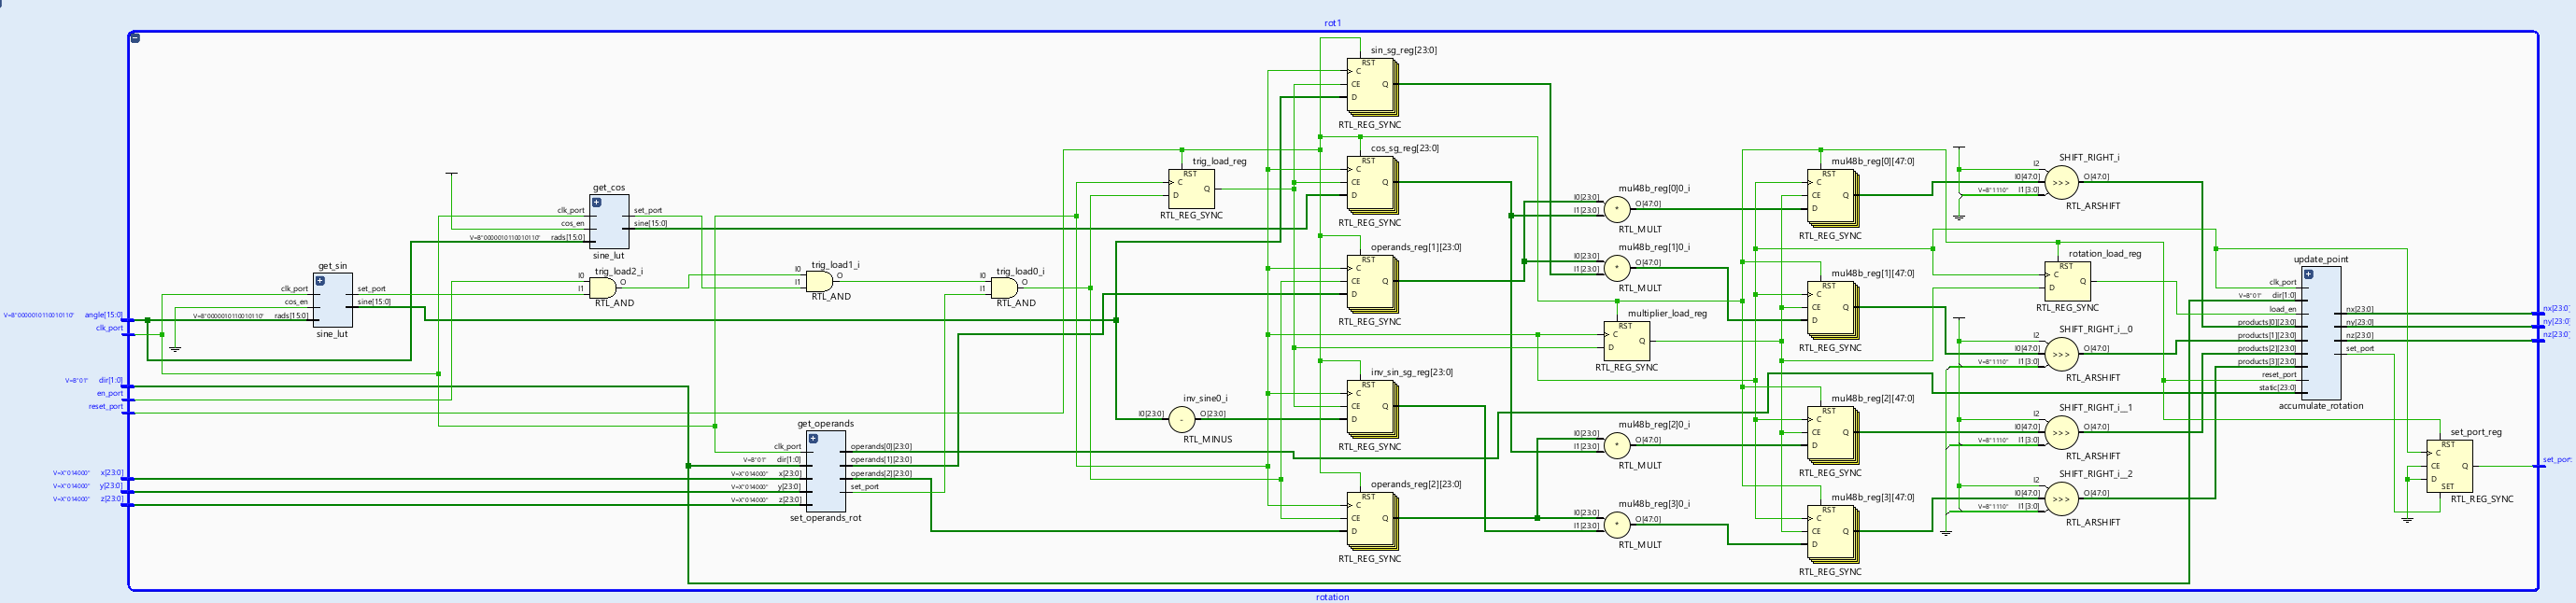 rot1
sin_sg_reg[23:0]
RST
C
CE
Q
D
RTL_REG_SYNC
cos_sg_reg[23:0]
RST
C
CE
Q
D
RTL_REG_SYNC
trig_load_reg
RST
C
Q
D
RTL_REG_SYNC
get_cos
clk_port
cos_en
V=B"0000010110010110" rads[15:0]
set_port
sine[15:0]
sine_lut
get_sin
clk_port
cos_en
V=B"0000010110010110" rads[15:0]
set_port
sine[15:0]
sine_lut
trig_load2_i
I0
I1
O
RTL_AND
trig_load1_i
I0
I1
O
RTL_AND
trig_load0_i
I0
I1
O
RTL_AND
operands_reg[1][23:0]
RST
C
CE
Q
D
RTL_REG_SYNC
mul48b_reg[0]0_i
I0[23:0]
I1[23:0]
O[47:0]
*
RTL_MULT
mul48b_reg[1]0_i
I0[23:0]
I1[23:0]
O[47:0]
*
RTL_MULT
multiplier_load_reg
RST
C
Q
D
RTL_REG_SYNC
mul48b_reg[0][47:0]
RST
C
CE
Q
D
RTL_REG_SYNC
mul48b_reg[1][47:0]
RST
C
CE
Q
D
RTL_REG_SYNC
SHIFT_RIGHT_i
I2
I0[47:0]
V=B"1110" I1[3:0]
O[47:0]
>>>
RTL_ARSHIFT
rotation_load_reg
RST
C
Q
D
RTL_REG_SYNC
SHIFT_RIGHT_i__0
I2
I0[47:0]
V=B"1110" I1[3:0]
O[47:0]
>>>
RTL_ARSHIFT
update_point
clk_port
V=B"01" dir[1:0]
load_en
products[0][23:0]
products[1][23:0]
products[2][23:0]
products[3][23:0]
reset_port
static[23:0]
nx[23:0]
ny[23:0]
nz[23:0]
set_port
accumulate_rotation
nx[23:0]
ny[23:0]
nz[23:0]
V=B"0000010110010110" angle[15:0]
clk_port
V=B"01" dir[1:0]
en_port
reset_port
V=X"014000" x[23:0]
V=X"014000" y[23:0]
V=X"014000" z[23:0]
get_operands
clk_port
V=B"01" dir[1:0]
V=X"014000" x[23:0]
V=X"014000" y[23:0]
V=X"014000" z[23:0]
operands[0][23:0]
operands[1][23:0]
operands[2][23:0]
set_port
set_operands_rot
inv_sine0_i
I0[23:0]
O[23:0]
-
RTL_MINUS
inv_sin_sg_reg[23:0]
RST
C
CE
Q
D
RTL_REG_SYNC
operands_reg[2][23:0]
RST
C
CE
Q
D
RTL_REG_SYNC
mul48b_reg[2]0_i
I0[23:0]
I1[23:0]
O[47:0]
*
RTL_MULT
mul48b_reg[3]0_i
I0[23:0]
I1[23:0]
O[47:0]
*
RTL_MULT
mul48b_reg[2][47:0]
RST
C
CE
Q
D
RTL_REG_SYNC
mul48b_reg[3][47:0]
RST
C
CE
Q
D
RTL_REG_SYNC
SHIFT_RIGHT_i__1
I2
I0[47:0]
V=B"1110" I1[3:0]
O[47:0]
>>>
RTL_ARSHIFT
SHIFT_RIGHT_i__2
I2
I0[47:0]
V=B"1110" I1[3:0]
O[47:0]
>>>
RTL_ARSHIFT
set_port_reg
RST
C
CE
Q
D
SET
RTL_REG_SYNC
set_port
rotation